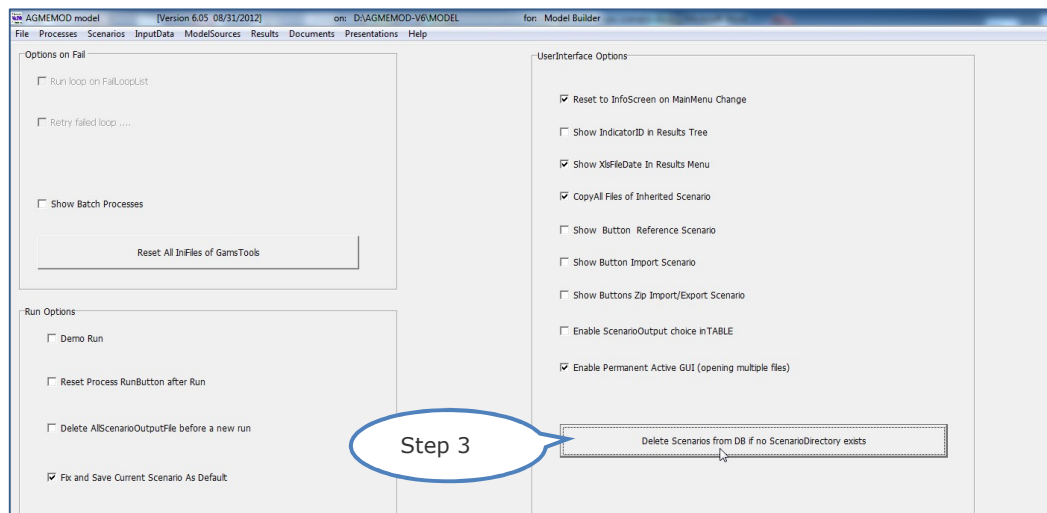 AGMEMOD model [Version 6.05 08/31/2012] on: D:\AGMEMOD-V6\MODEL for: Model Builder
File Processes Scenarios InputData ModelSources Results Documents Presentations Help
Options on Fail
Run loop on FailLoopList
Retry failed loop ....
Show Batch Processes
Reset All IniFiles of GamsTools
Run Options
Demo Run
Reset Process RunButton after Run
Delete AllScenarioOutputFile before a new run
Fix and Save Current Scenario As Default
UserInterface Options
Reset to InfoScreen on MainMenu Change
Show IndicatorID in Results Tree
Show XlsFileDate In Results Menu
CopyAll Files of Inherited Scenario
Show Button Reference Scenario
Show Button Import Scenario
Show Buttons Zip Import/Export Scenario
Enable ScenarioOutput choice inTABLE
Enable Permanent Active GUI (opening multiple files)
Step 3
Delete Scenarios from DB if no ScenarioDirectory exists